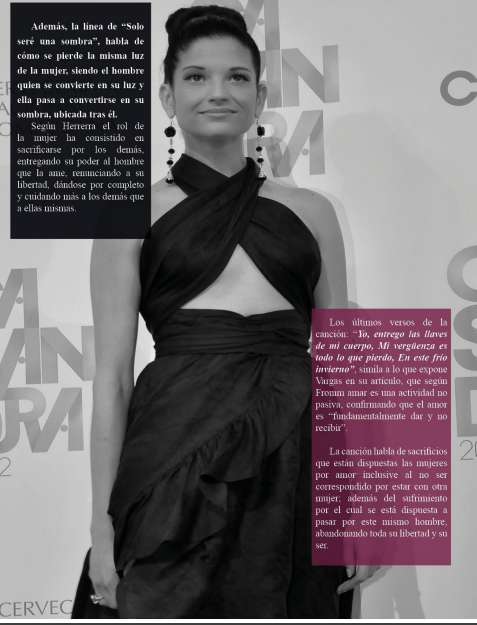 Además, la línea de “Solo
seré una sombra”, habla de
cómo se pierde la misma luz
de la mujer, siendo el hombre
quien se convierte en su luz y
ella pasa a convertirse en su
sombra, ubicada tras él.
Según Herrerra el rol de
la mujer ha consistido en
sacrificarse por los demás,
entregando su poder al hombre
que la ame, renunciando a su
libertad, dándose por completo
y cuidando más a los demás que
a ellas mismas.
Los últimos versos de la
canción: “Yo, entrego las llaves
de mi cuerpo, Mi vergüenza es
todo lo que pierdo, En este frío
invierno”, simila a lo que expone
Vargas en su artículo, que según
Fromm amar es una actividad no
pasiva, confirmando que el amor
es “fundamentalmente dar y no
recibir”.
La canción habla de sacrificios
que están dispuestas las mujeres
por amor inclusive al no ser
correspondido por estar con otra
mujer; además del sufrimiento
por el cual se está dispuesta a
pasar por este mismo hombre,
abandonando toda su libertad y su
ser.
CERVEC